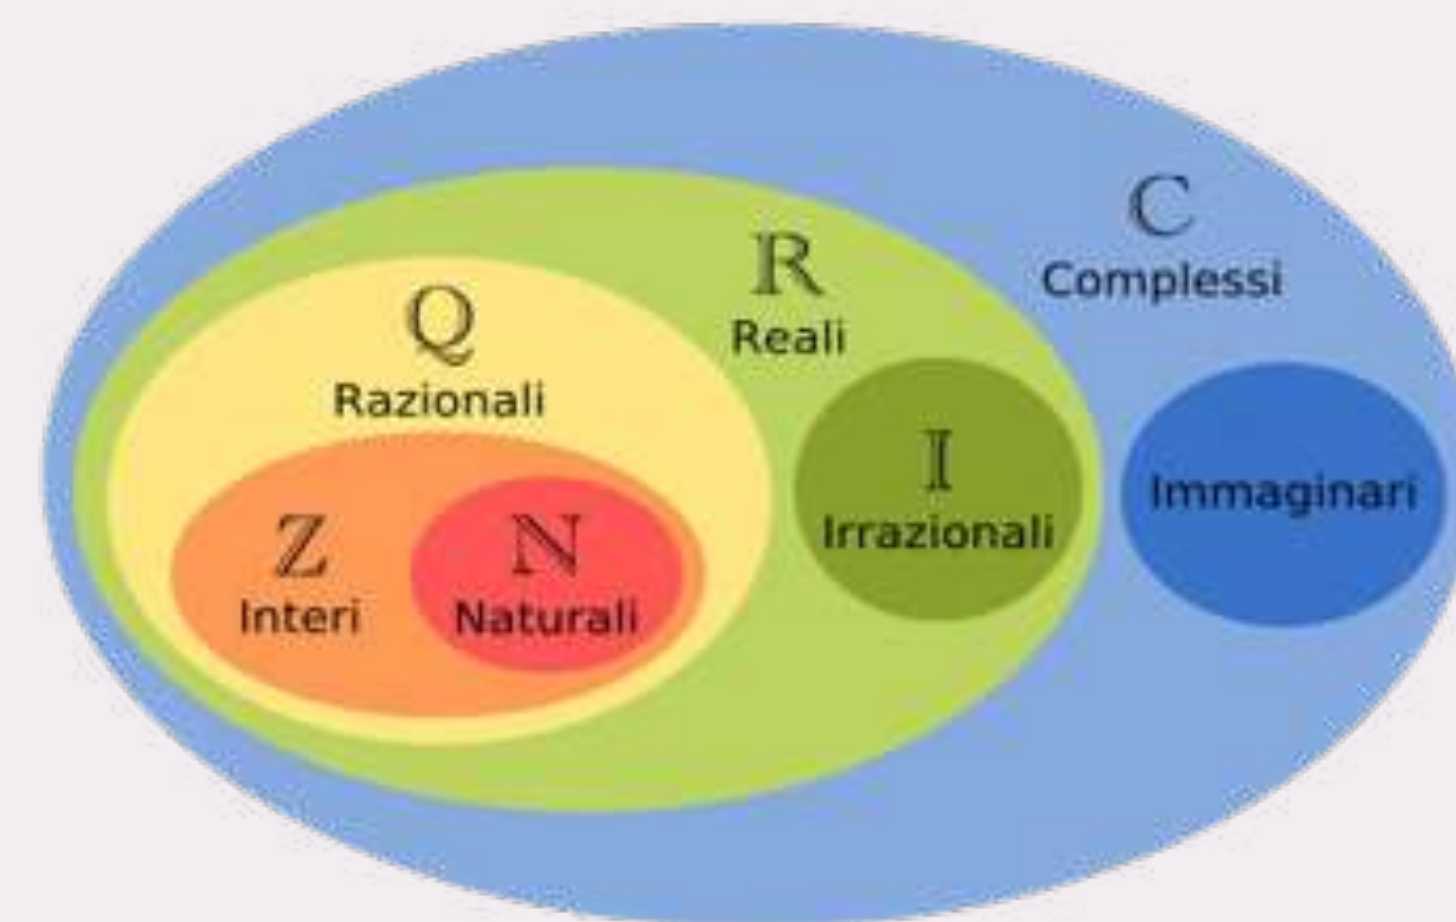 ℂ
Complessi
ℝ
Reali
ℚ
Razionali
𝕀
Irrazionali
Immaginari
ℤ
Interi
ℕ
Naturali